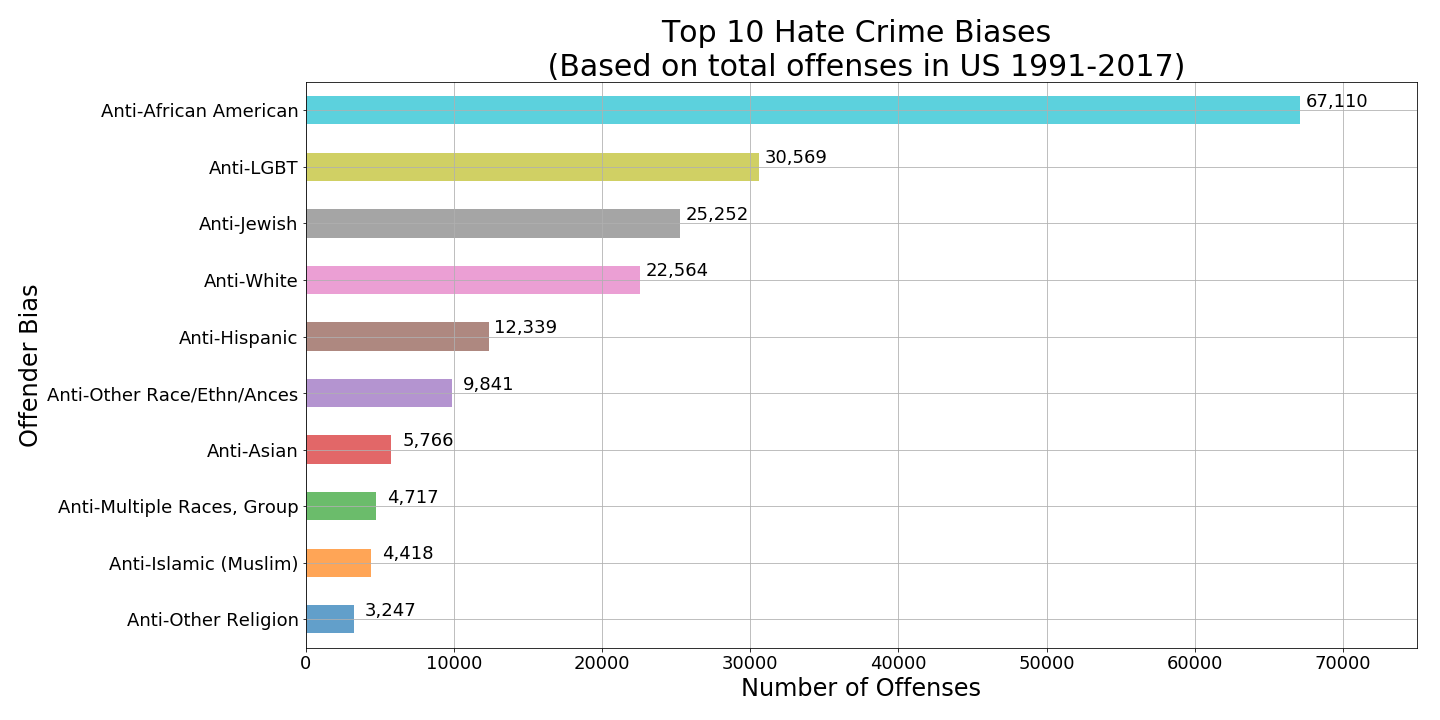 Top 10 Hate Crime Biases
(Based on total offenses in US 1991-2017)
Offender Bias
Anti-African American
67,110
Anti-LGBT
30,569
Anti-Jewish
25,252
Anti-White
22,564
Anti-Hispanic
12,339
Anti-Other Race/Ethn/Ances
9,841
Anti-Asian
5,766
Anti-Multiple Races, Group
4,717
Anti-Islamic (Muslim)
4,418
Anti-Other Religion
3,247
0 10000 20000 30000 40000 50000 60000 70000
Number of Offenses